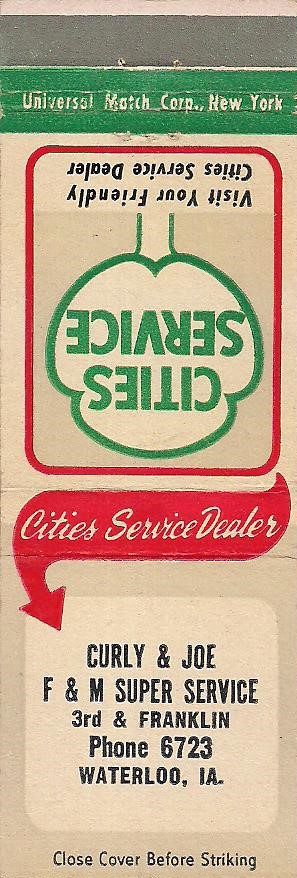 Universal Match Corp., New York
Visit Your Friendly
Cities Service Dealer
CITIES
SERVICE
Cities Service Dealer
CURLY & JOE
F & M SUPER SERVICE
3rd & FRANKLIN
Phone 6723
WATERLOO, IA.
Close Cover Before Striking